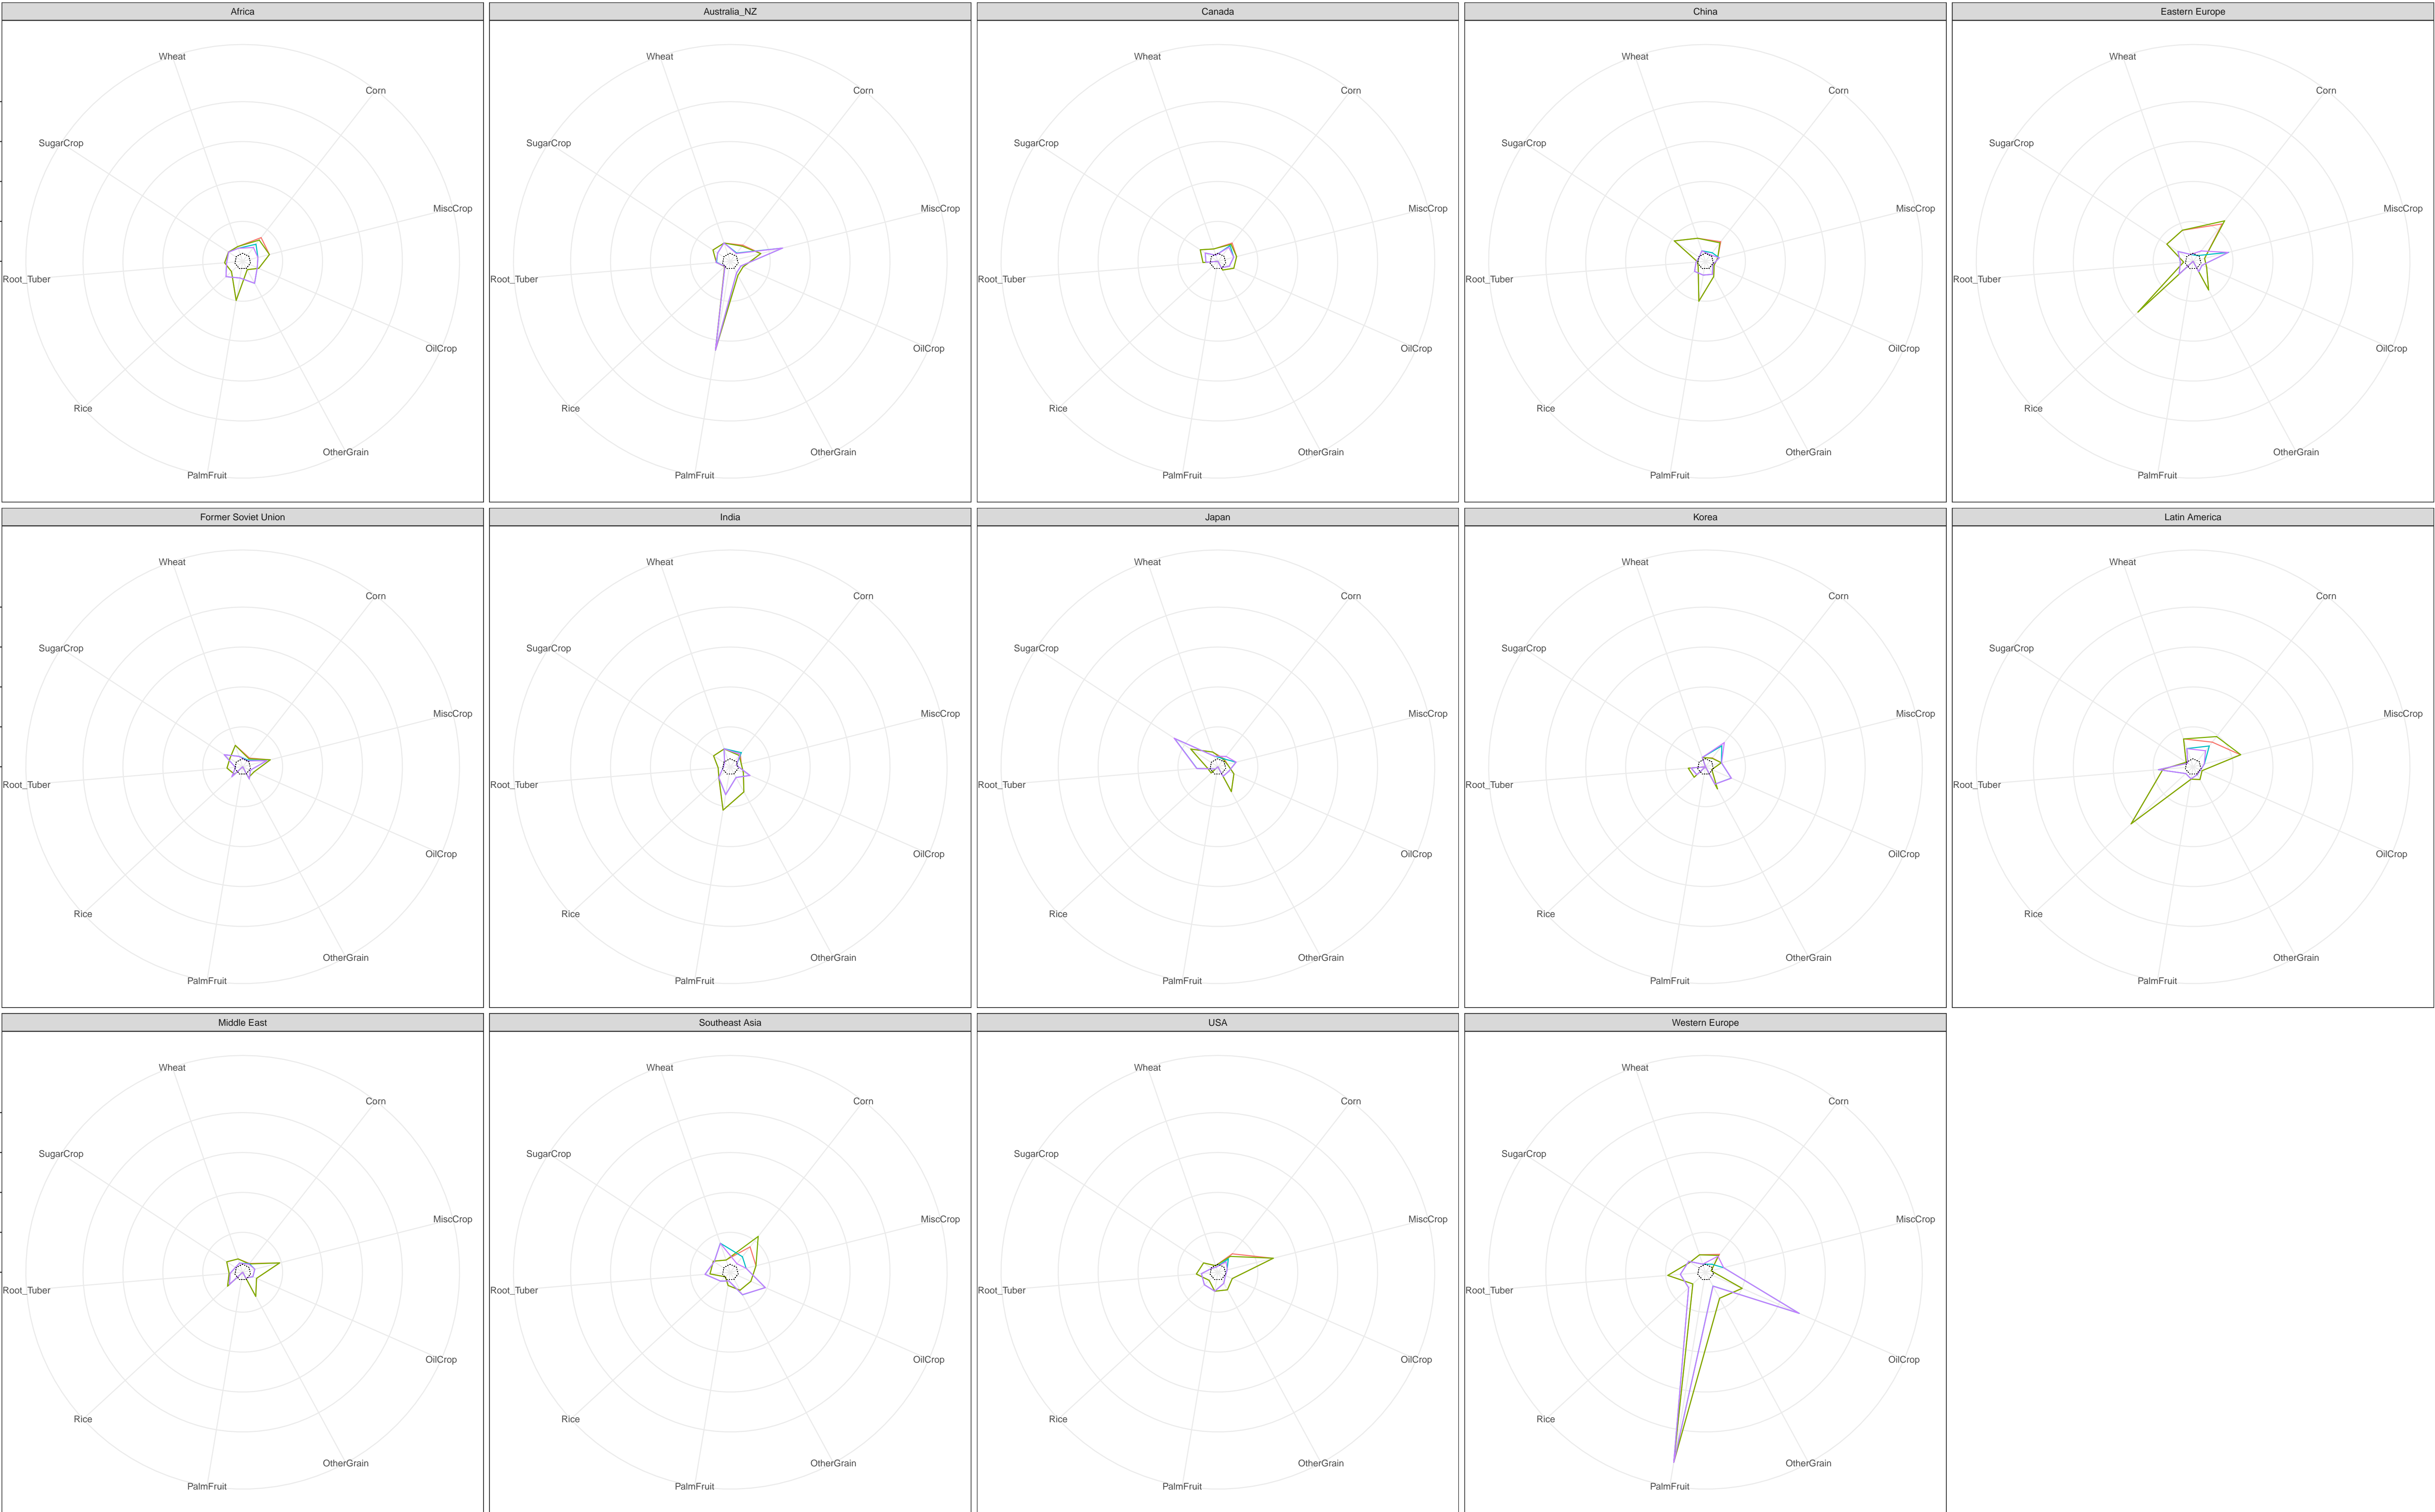 Africa
Australia_NZ
Canada
China
Eastern Europe
Wheat
Corn
MiscCrop
OilCrop
OtherGrain
PalmFruit
Rice
Root_Tuber
SugarCrop
Wheat
Corn
MiscCrop
OilCrop
OtherGrain
PalmFruit
Rice
Root_Tuber
SugarCrop
Wheat
Corn
MiscCrop
OilCrop
OtherGrain
PalmFruit
Rice
Root_Tuber
SugarCrop
Wheat
Corn
MiscCrop
OilCrop
OtherGrain
PalmFruit
Rice
Root_Tuber
SugarCrop
Wheat
Corn
MiscCrop
OilCrop
OtherGrain
PalmFruit
Rice
Root_Tuber
SugarCrop
Former Soviet Union
India
Japan
Korea
Latin America
Wheat
Corn
MiscCrop
OilCrop
OtherGrain
PalmFruit
Rice
Root_Tuber
SugarCrop
Wheat
Corn
MiscCrop
OilCrop
OtherGrain
PalmFruit
Rice
Root_Tuber
SugarCrop
Wheat
Corn
MiscCrop
OilCrop
OtherGrain
PalmFruit
Rice
Root_Tuber
SugarCrop
Wheat
Corn
MiscCrop
OilCrop
OtherGrain
PalmFruit
Rice
Root_Tuber
SugarCrop
Wheat
Corn
MiscCrop
OilCrop
OtherGrain
PalmFruit
Rice
Root_Tuber
SugarCrop
Middle East
Southeast Asia
USA
Western Europe
Wheat
Corn
MiscCrop
OilCrop
OtherGrain
PalmFruit
Rice
Root_Tuber
SugarCrop
Wheat
Corn
MiscCrop
OilCrop
OtherGrain
PalmFruit
Rice
Root_Tuber
SugarCrop
Wheat
Corn
MiscCrop
OilCrop
OtherGrain
PalmFruit
Rice
Root_Tuber
SugarCrop
Wheat
Corn
MiscCrop
OilCrop
OtherGrain
PalmFruit
Rice
Root_Tuber
SugarCrop